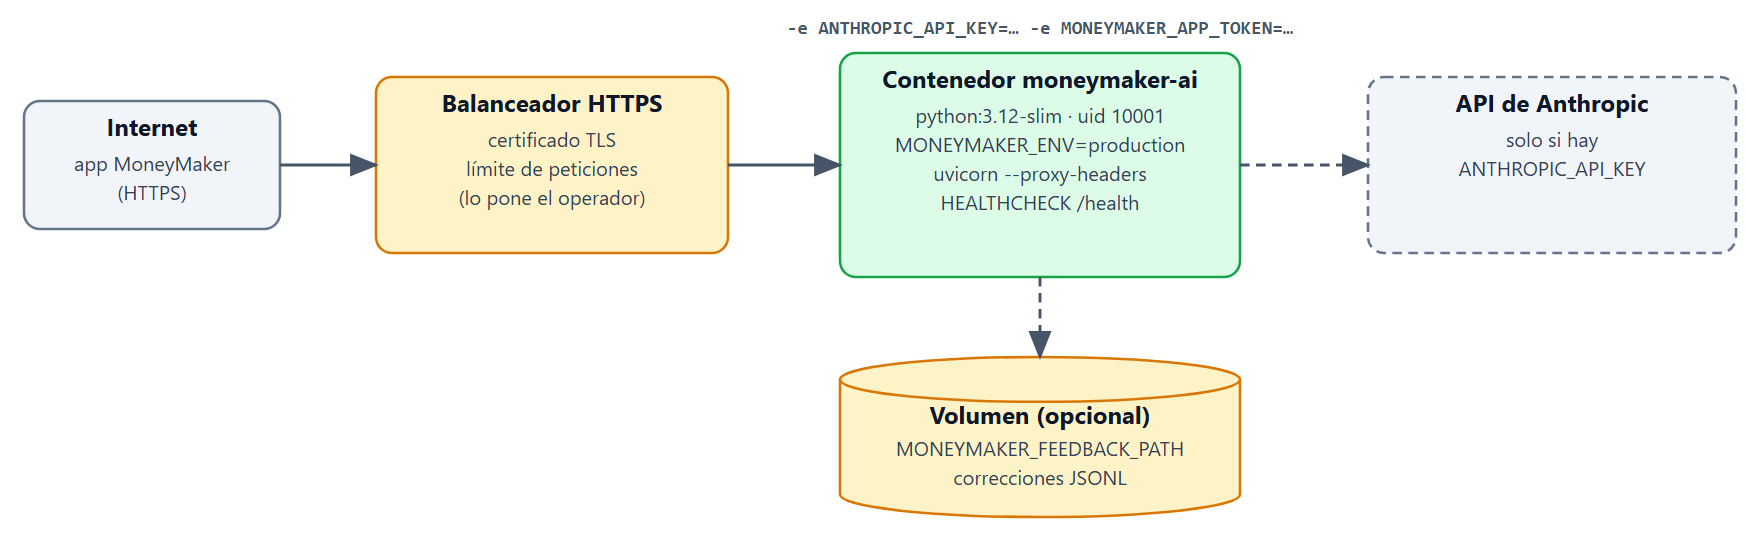 -e ANTHROPIC_API_KEY=… -e MONEYMAKER_APP_TOKEN=…
Internet
app MoneyMaker
(HTTPS)
Balanceador HTTPS
certificado TLS
límite de peticiones
(lo pone el operador)
Contenedor moneymaker-ai
python:3.12-slim · uid 10001
MONEYMAKER_ENV=production
uvicorn --proxy-headers
HEALTHCHECK /health
API de Anthropic
solo si hay
ANTHROPIC_API_KEY
Volumen (opcional)
MONEYMAKER_FEEDBACK_PATH
correcciones JSONL